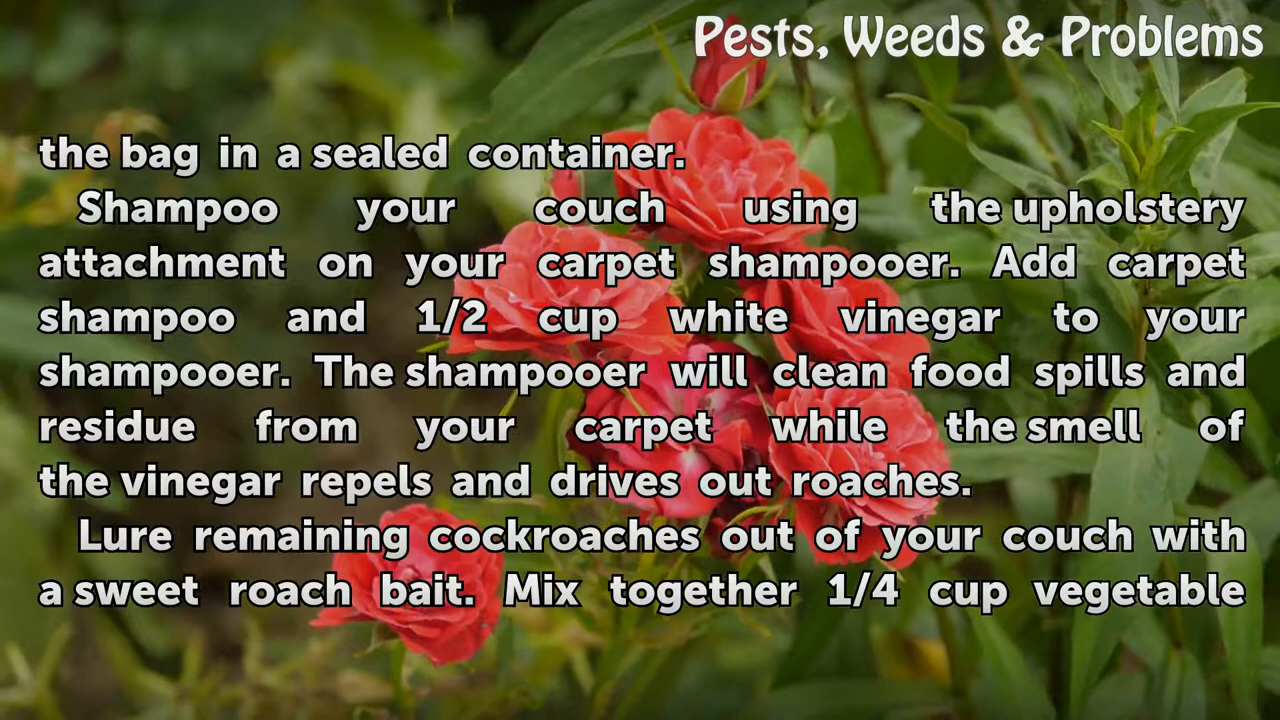 Pests, Weeds & Problems
the bag in a sealed container.
Shampoo your couch using the upholstery
attachment on your carpet shampooer. Add carpet
shampoo and 1/2 cup white vinegar to your
shampooer. The shampooer will clean food spills and
residue from your carpet while the smell of
the vinegar repels and drives out roaches.
Lure remaining cockroaches out of your couch with
a sweet roach bait. Mix together 1/4 cup vegetable